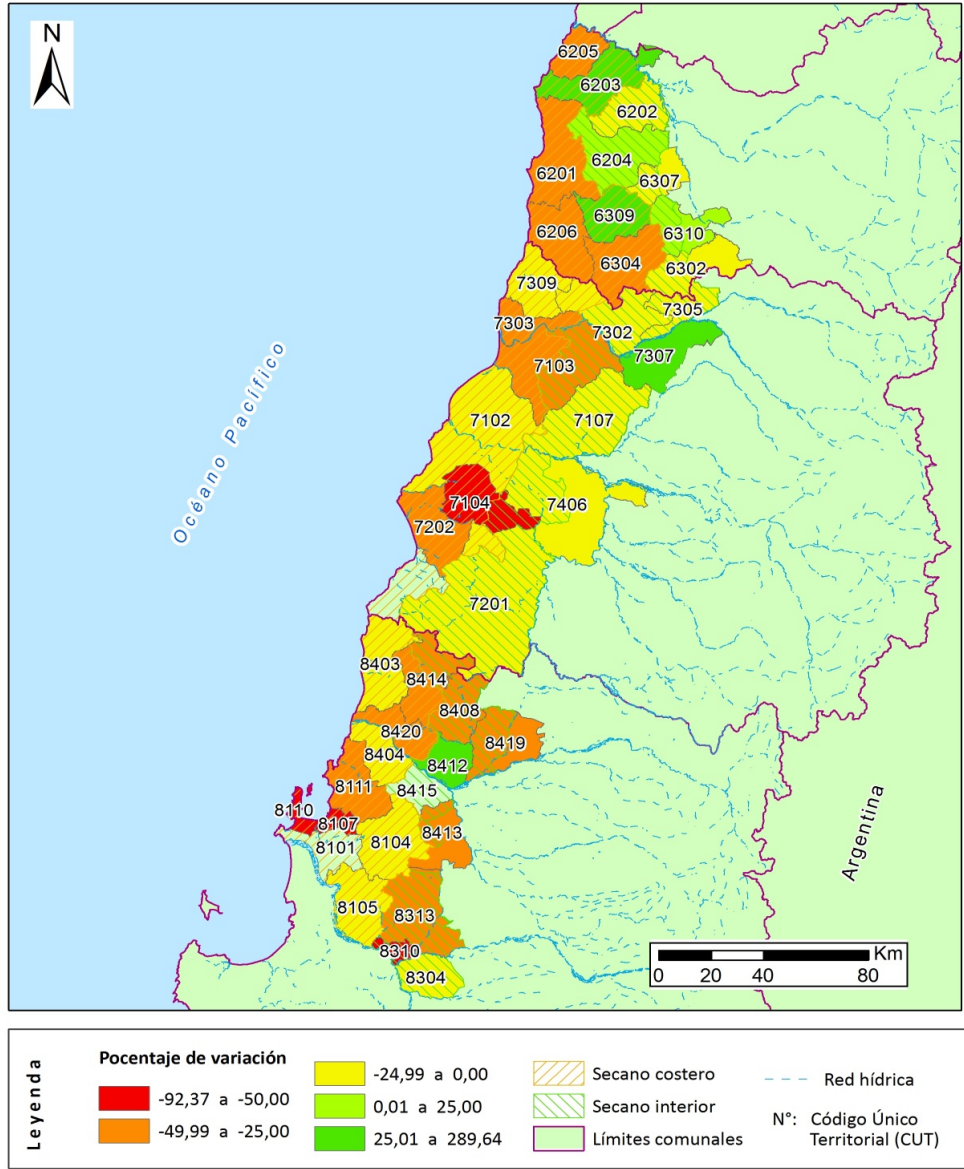 N
6205
6203
6202
6204
6201
6307
6309
6206
6310
6304
6302
7309
7305
7303
7302
7307
7103
7102
7107
7104
7406
7202
7201
8403
8414
8408
8420
8419
8404
8412
8111
8415
8110
8107
8413
8104
8101
8105
8313
8310
8304
Océano Pacífico
Argentina
Km
0 20 40 80
Leyenda
Pocentaje de variación
-92,37 a -50,00
-49,99 a -25,00
-24,99 a 0,00
0,01 a 25,00
25,01 a 289,64
Secano costero
Secano interior
Límites comunales
Red hídrica
N°: Código Único
Territorial (CUT)